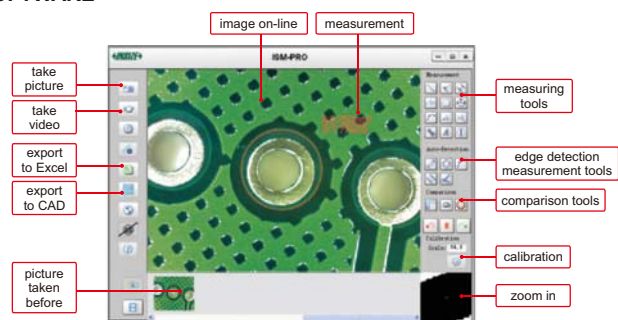 image on-line
measurement
ISM-PRO
take
picture
take
video
export
to Excel
export
to CAD
picture
taken
before
Measurement
measuring
tools
edge detection
measurement tools
Comparison
comparison tools
Calibration
calibration
zoom in